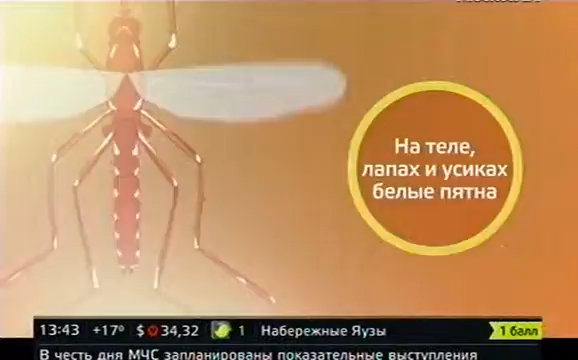 На теле,
лапах и усиках
белые пятна
13:43 +17° $ 34,32 1 Набережные Яузы 1 балл
В честь дня МЧС запланированы показательные выступления